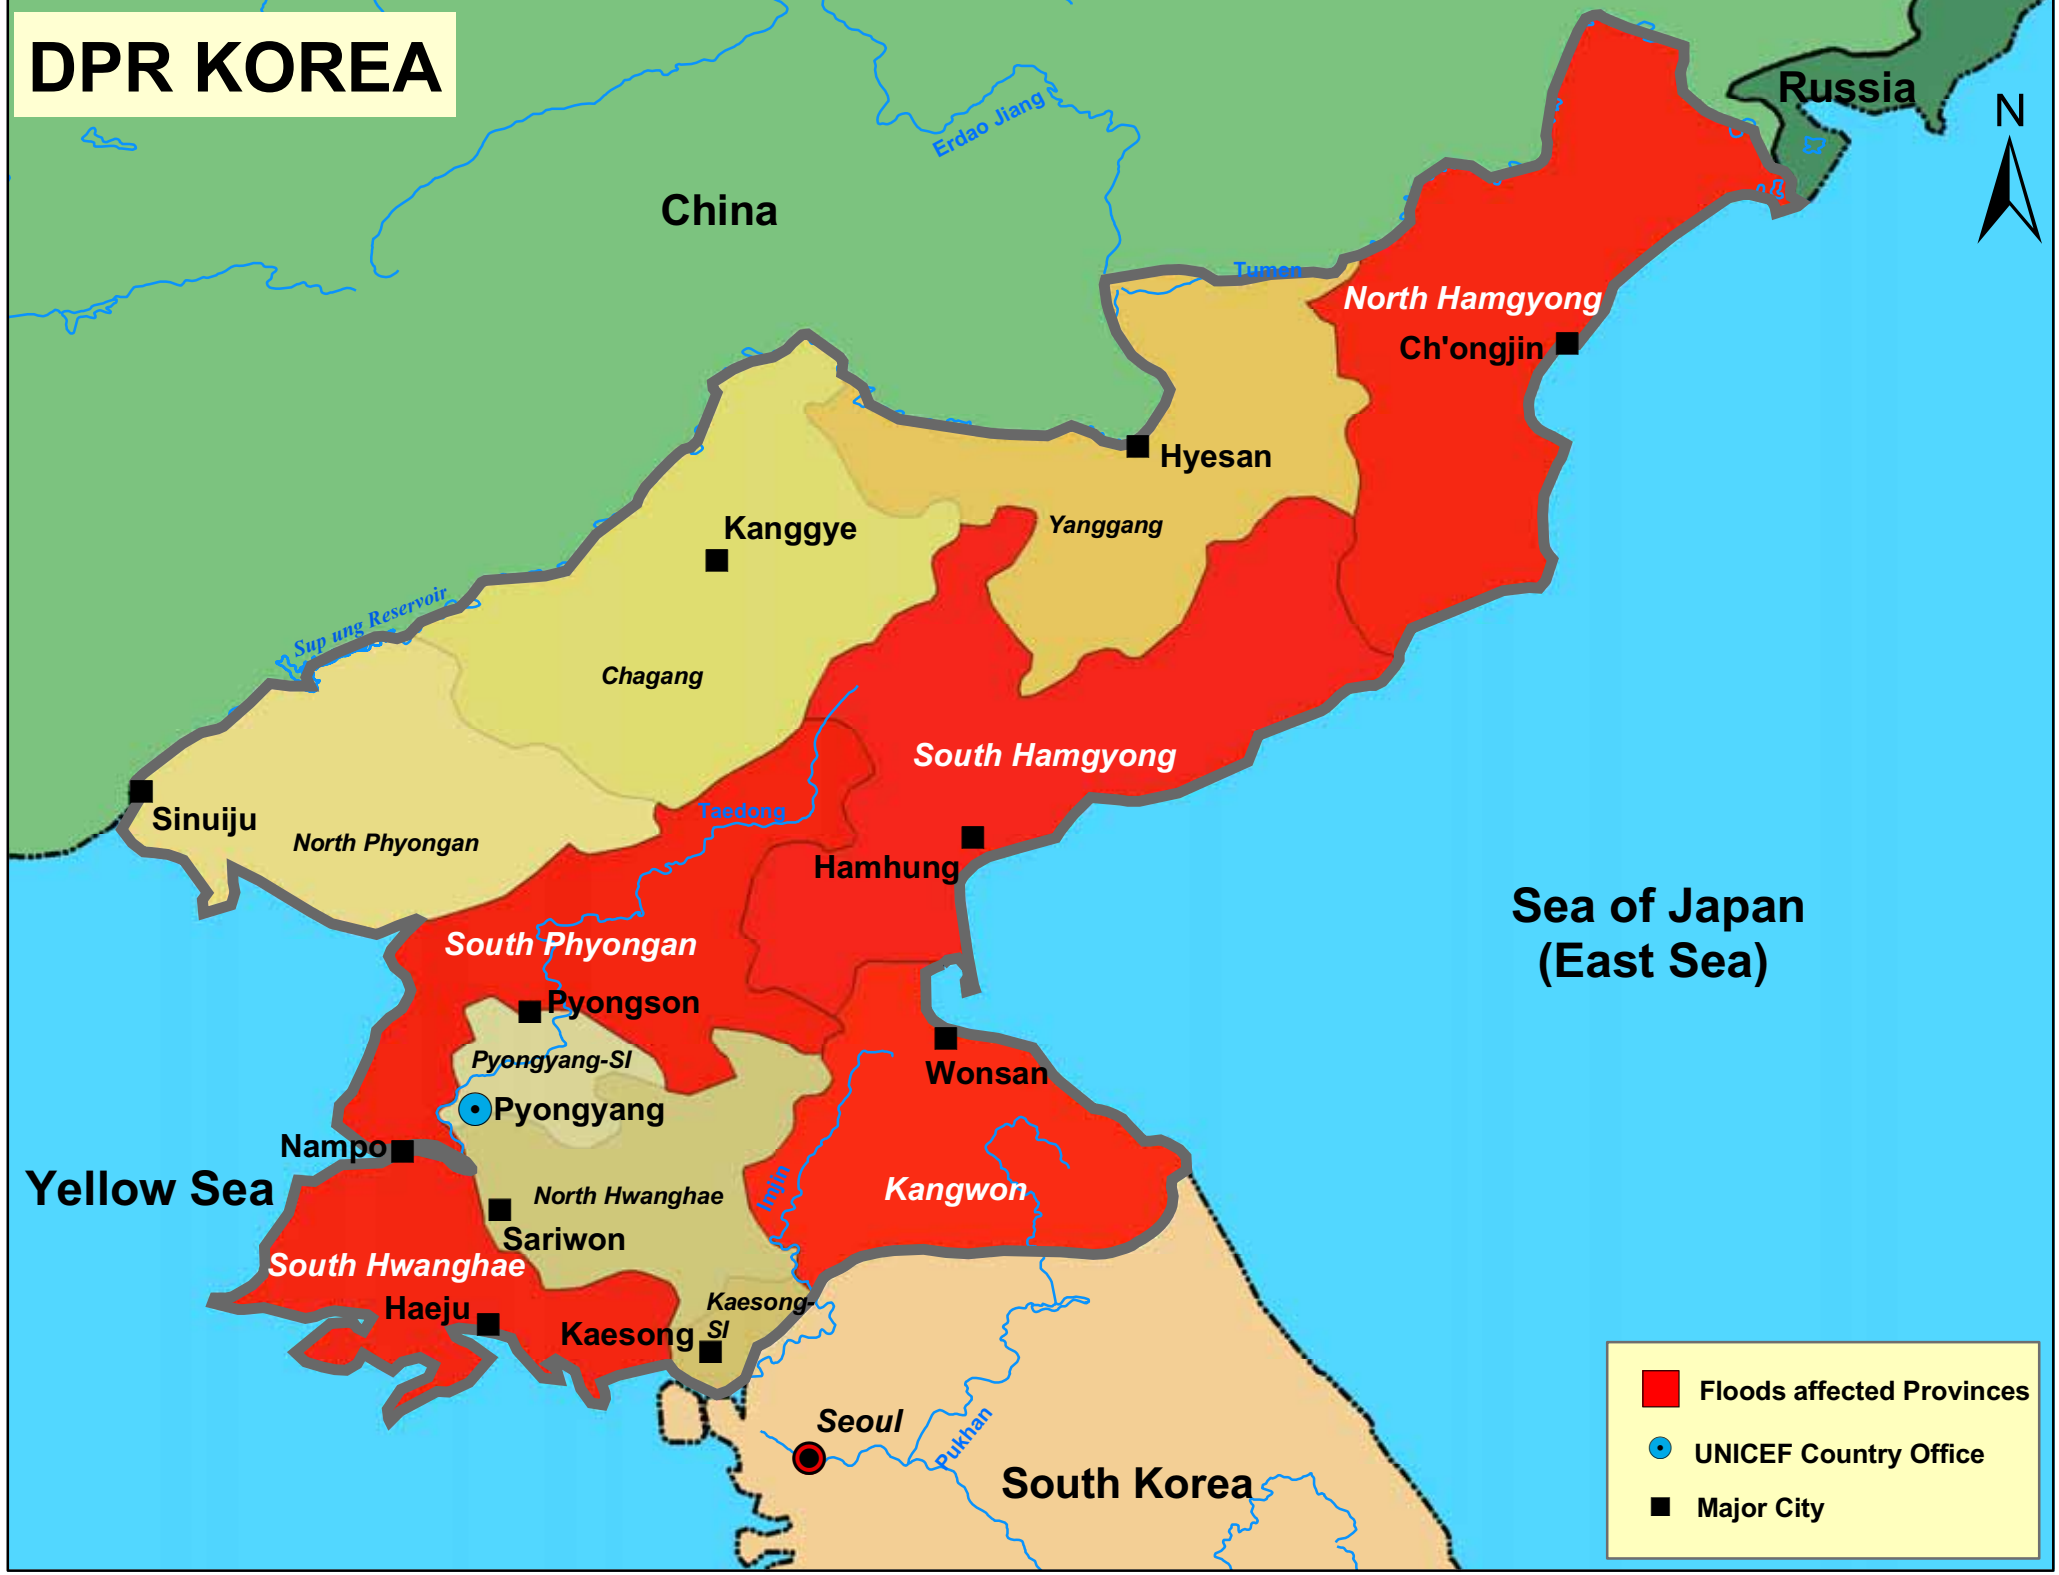 DPR KOREA
Russia
N
Erdao Jiang
China
Tumen
North Hamgyong
Ch'ongjin
Hyesan
Yanggang
Kanggye
Sup ung Reservoir
Chagang
South Hamgyong
Sinuiju
North Phyongan
Taedong
Hamhung
Sea of Japan
(East Sea)
South Phyongan
Pyongson
Pyongyang-SI
Wonsan
Pyongyang
Nampo
Yellow Sea
North Hwanghae
Imjin
Kangwon
Sariwon
South Hwanghae
Haeju
Kaesong-
SI
Kaesong
Seoul
Pukhan
South Korea
Floods affected Provinces
UNICEF Country Office
Major City